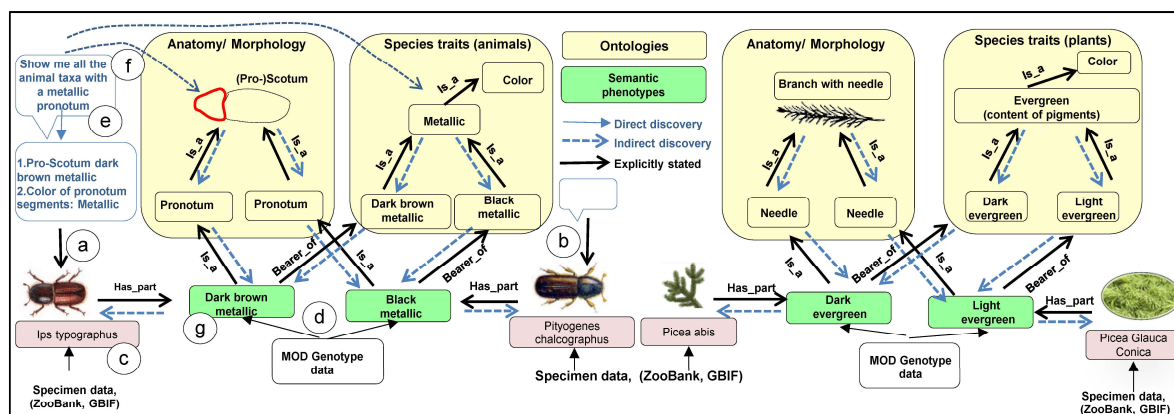 Show me all the
animal taxa with
a metallic
pronotum
f
e
1.Pro-Scotum dark
brown metallic
2.Color of pronotum
segments: Metallic
a
Anatomy/ Morphology
(Pro-)Scotum
Is_a
Is_a
Pronotum
Pronotum
Species traits (animals)
Color
Is_a
Metallic
Is_a
Is_a
Dark brown
metallic
Black
metallic
Ontologies
Semantic
phenotypes
Direct discovery
Indirect discovery
Explicitly stated
b
Anatomy/ Morphology
Branch with needle
Is_a
Is_a
Needle
Needle
Species traits (plants)
Color
Is_a
Evergreen
(content of pigments)
Is_a
Is_a
Dark
evergreen
Light
evergreen
Is_a
Bearer_of
Is_a
Bearer_of
Has_part
Dark brown
metallic
g
d
Black
metallic
Has_part
Ips typographus
c
MOD Genotype
data
Pityogenes
chalcographus
Specimen data,
(ZooBank, GBIF)
Specimen data,
Is_a
Bearer_of
Is_a
Bearer_of
Has_part
Dark
evergreen
Light
evergreen
Has_part
Picea abis
MOD Genotype
data
Picea Glauca
Conica
(ZooBank, GBIF)
Specimen data,
(ZooBank, GBIF)